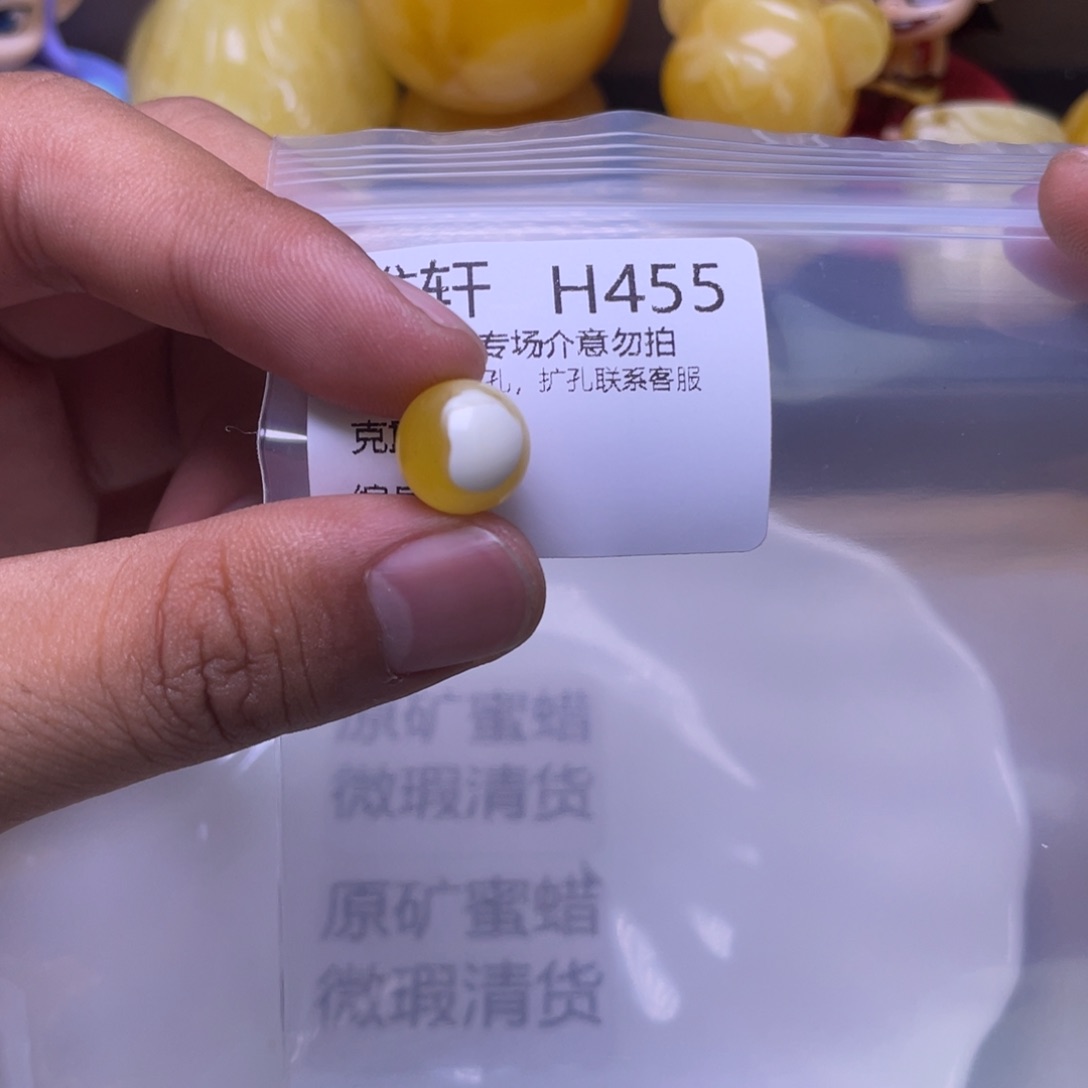 轩 H455
专场介意勿拍
孔，扩孔联系客服
克
原矿蜜蜡
微瑕清货
原矿蜜蜡
微瑕清货